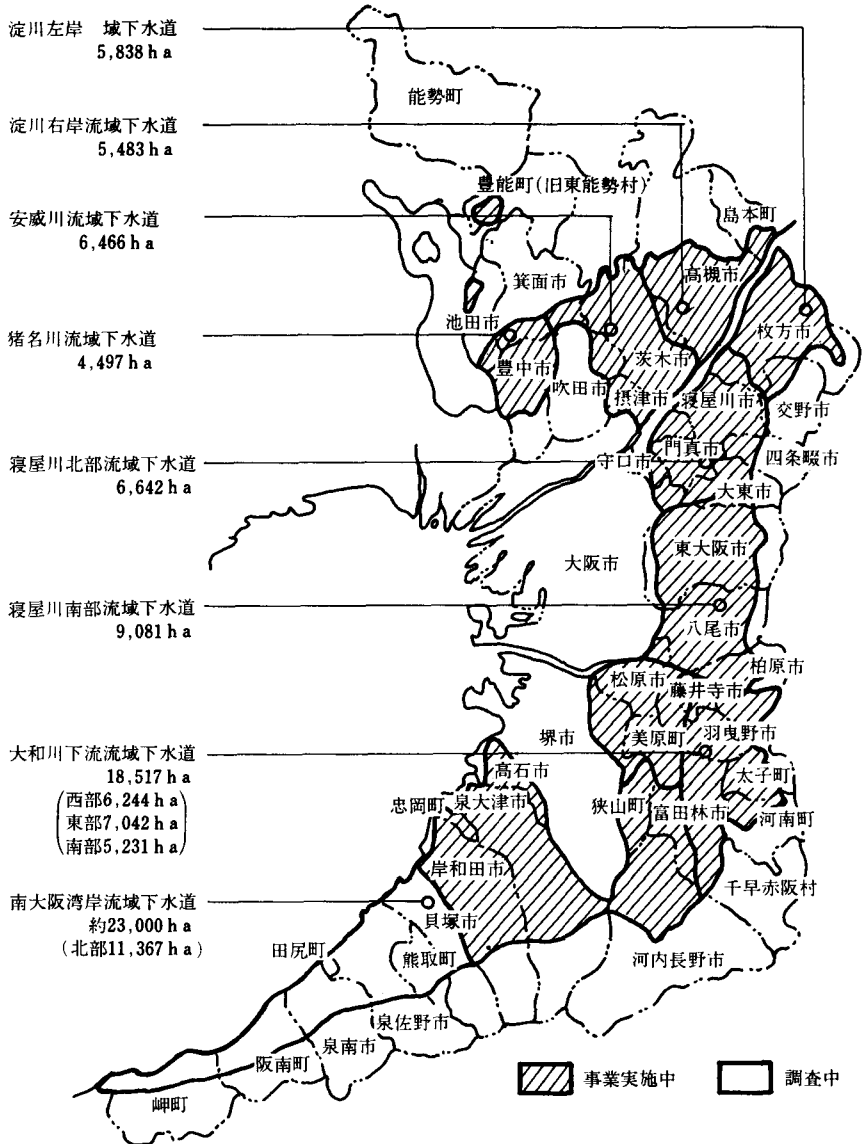 淀川左岸 域下水道
5,838ha
淀川右岸流域下水道
5,483ha
安威川流域下水道
6,466ha
猪名川流域下水道
4,497ha
寝屋川北部流域下水道
6,642ha
寝屋川南部流域下水道
9,081ha
大和川下流流域下水道
18,517ha
(西部6,244ha
東部7,042ha
南部5,231ha)
南大阪湾岸流域下水道
約23,000ha
(北部11,367ha)
能勢町
豊能町(旧東能勢村)
島本町
箕面市
高槻市
池田市
枚方市
豊中市
茨木市
吹田市
摂津市
寝屋川市
交野市
門真市
守口市
四条畷市
大東市
東大阪市
大阪市
八尾市
柏原市
松原市
藤井寺市
堺市
美原町
羽曳野市
高石市
太子町
忠岡町
泉大津市
狭山町
富田林市
河南町
岸和田市
千早赤阪村
貝塚市
田尻町
熊取町
河内長野市
泉佐野市
泉南市
阪南町
岬町
事業実施中
調査中